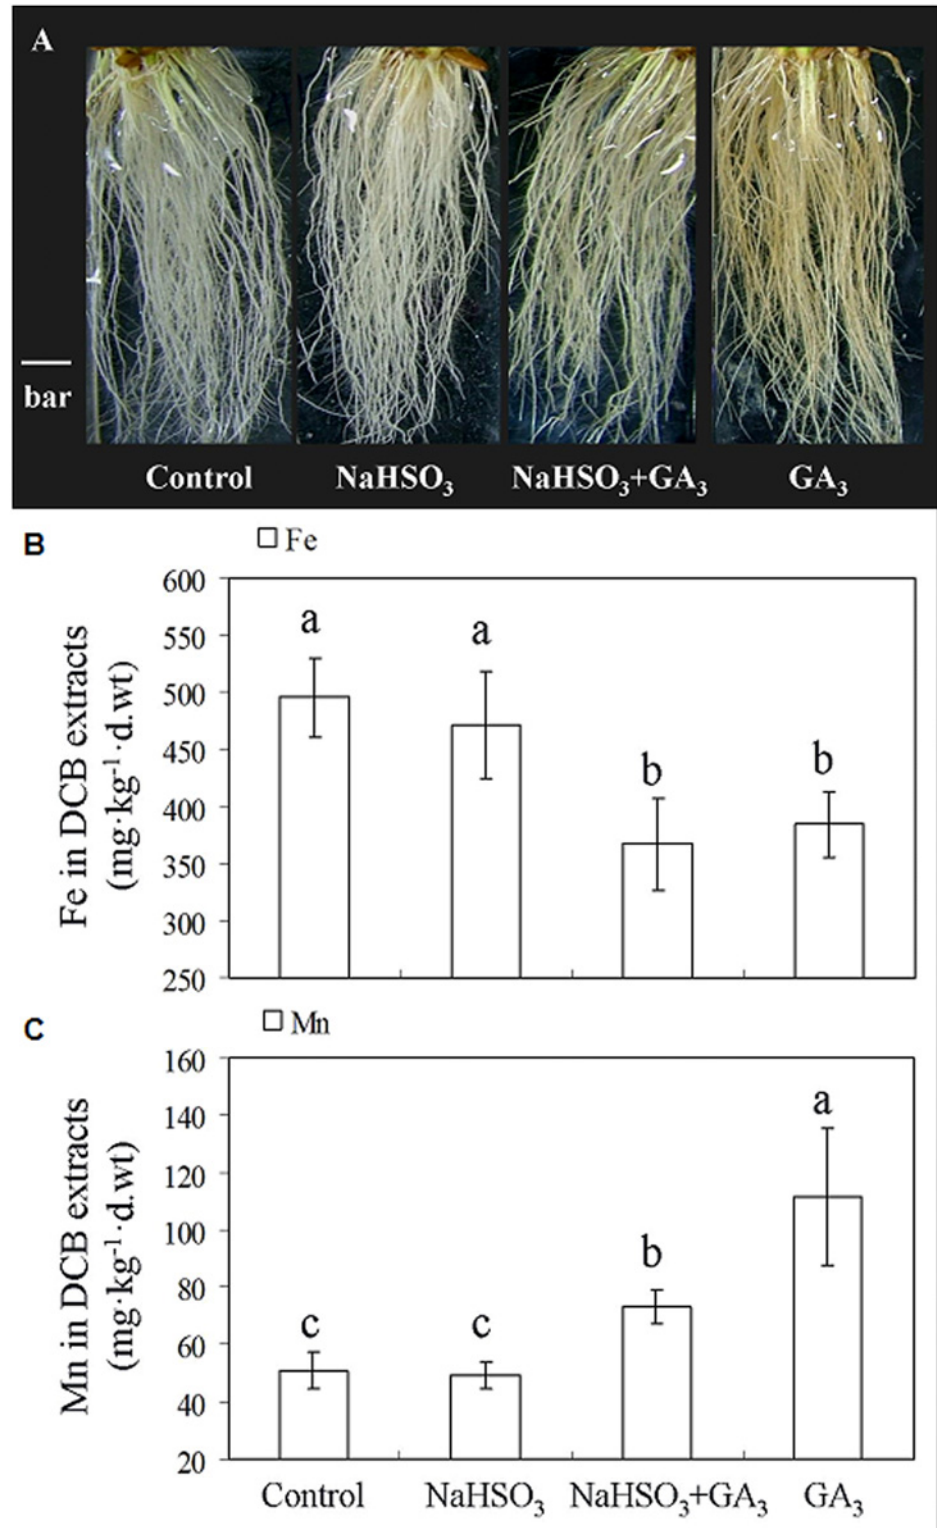 A
bar
Control NaHSO₃ NaHSO₃+GA₃ GA₃
B
Fe
600
550
500
450
400
350
300
250
Fe in DCB extracts
(mg·kg⁻¹·d.wt)
a a b b
C
Mn
160
140
120
100
80
60
40
20
Mn in DCB extracts
(mg·kg⁻¹·d.wt)
c c b a
Control NaHSO₃ NaHSO₃+GA₃ GA₃